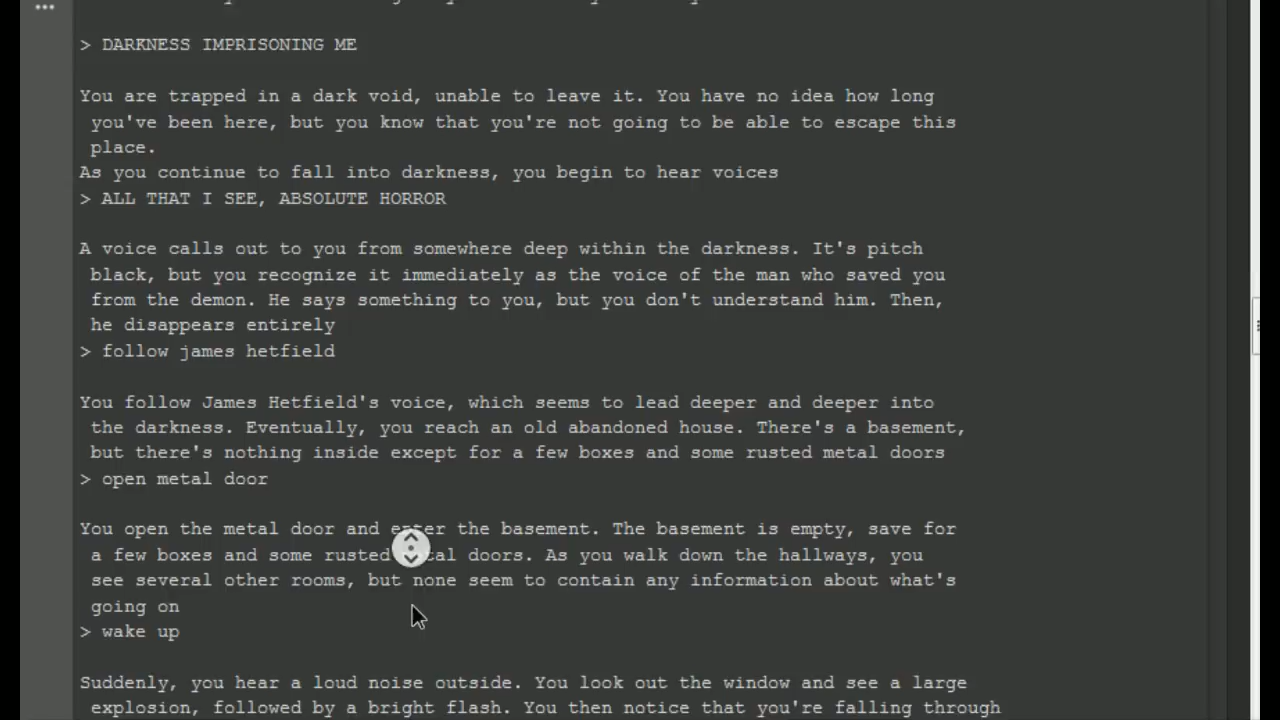 > DARKNESS IMPRISONING ME
You are trapped in a dark void, unable to leave it. You have no idea how long
you've been here, but you know that you're not going to be able to escape this
place.
As you continue to fall into darkness, you begin to hear voices
> ALL THAT I SEE, ABSOLUTE HORROR
A voice calls out to you from somewhere deep within the darkness. It's pitch
black, but you recognize it immediately as the voice of the man who saved you
from the demon. He says something to you, but you don't understand him. Then,
he disappears entirely
> follow james hetfield
You follow James Hetfield's voice, which seems to lead deeper and deeper into
the darkness. Eventually, you reach an old abandoned house. There's a basement,
but there's nothing inside except for a few boxes and some rusted metal doors
> open metal door
You open the metal door and enter the basement. The basement is empty, save for
a few boxes and some rusted metal doors. As you walk down the hallways, you
see several other rooms, but none seem to contain any information about what's
going on
> wake up
Suddenly, you hear a loud noise outside. You look out the window and see a large
explosion, followed by a bright flash. You then notice that you're falling through